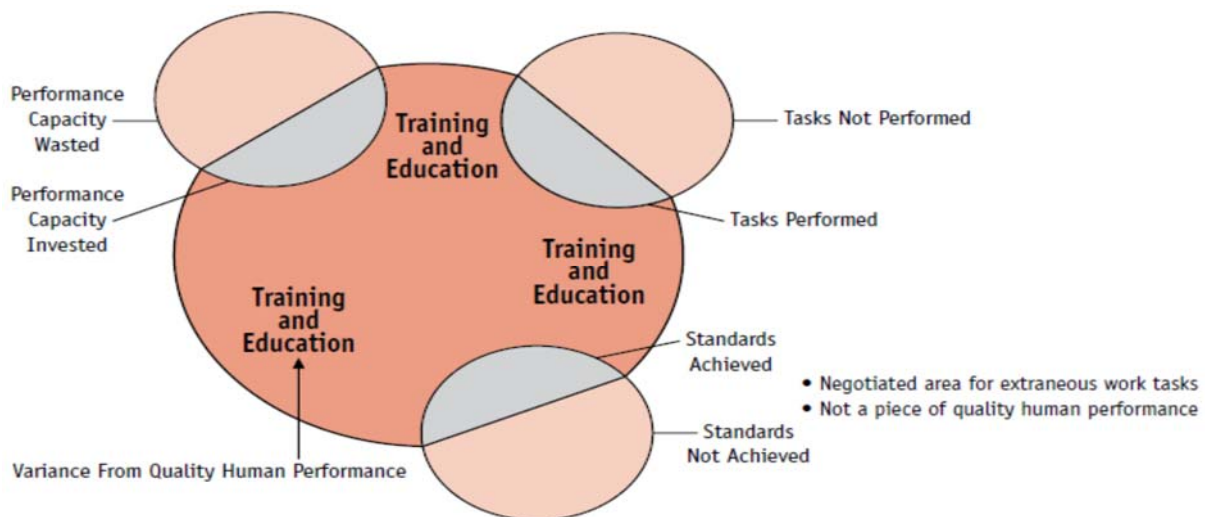 Performance
Capacity
Wasted
Performance
Capacity
Invested
Training
and
Education
Tasks Not Performed
Tasks Performed
Training
and
Education
Training
and
Education
Standards
Achieved
• Negotiated area for extraneous work tasks
• Not a piece of quality human performance
Standards
Not Achieved
Variance From Quality Human Performance